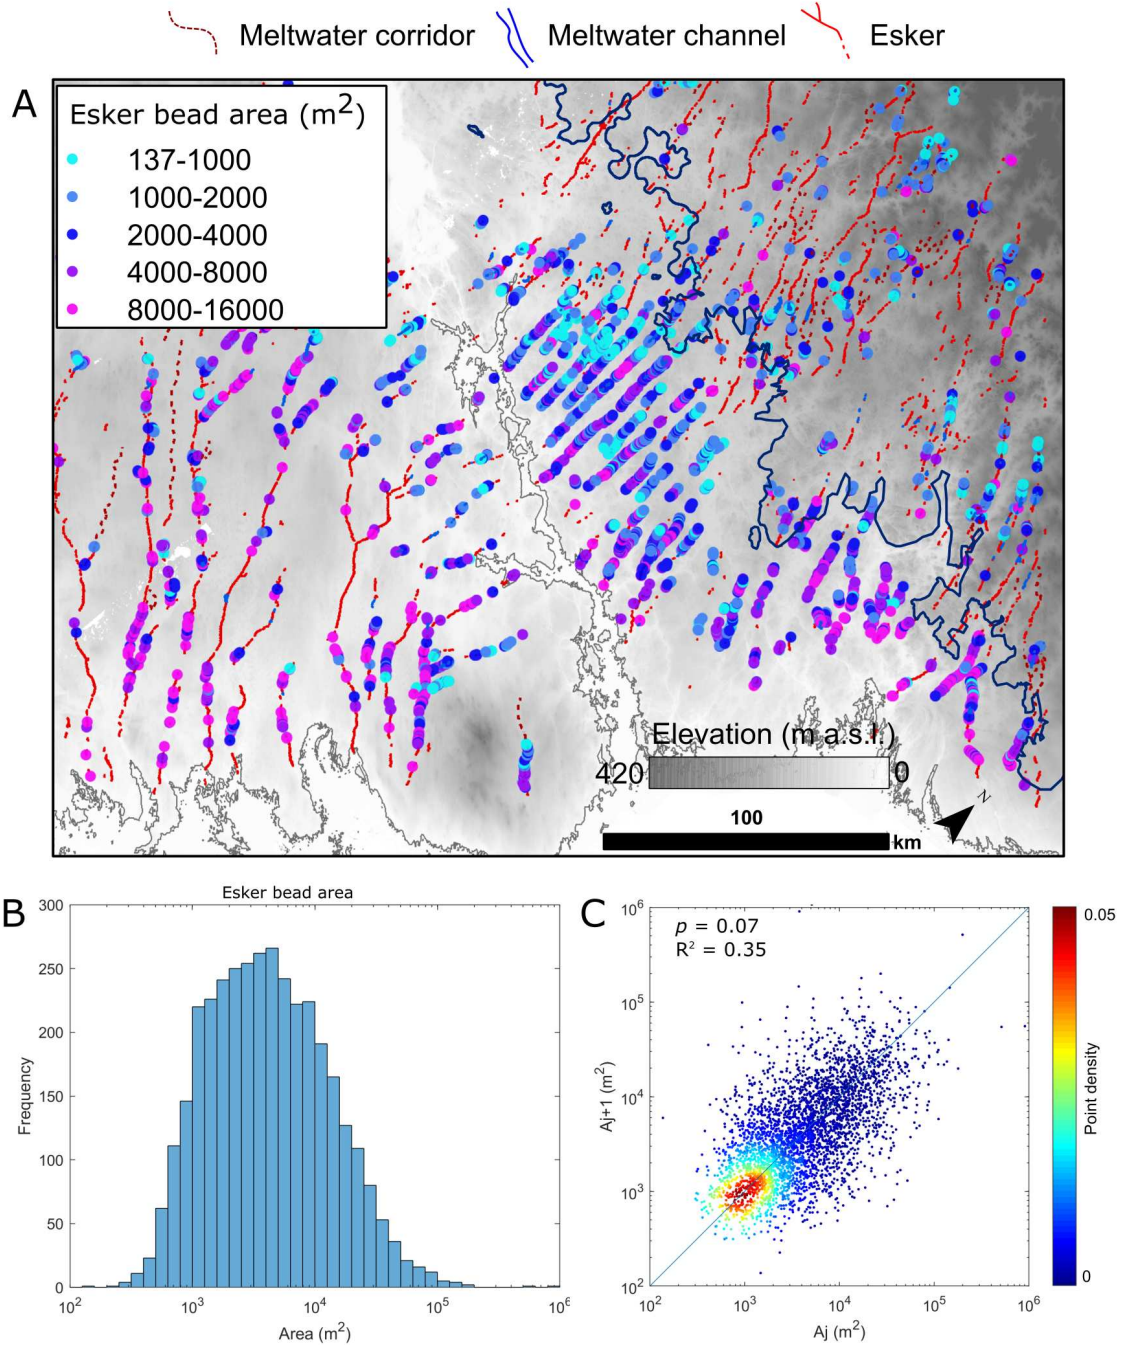 Meltwater corridor Meltwater channel Esker
A
Esker bead area (m²)
137-1000
1000-2000
2000-4000
4000-8000
8000-16000
Elevation (m a.s.l.)
420 0
N
100
km
B
Esker bead area
300
250
200
150
100
50
0
Frequency
10² 10³ 10⁴ 10⁵ 10⁶
Area (m²)
C
p = 0.07
R² = 0.35
10⁶
10⁵
10⁴
10³
10²
Aj+1 (m²)
10² 10³ 10⁴ 10⁵ 10⁶
Aj (m²)
0.05
Point density
0